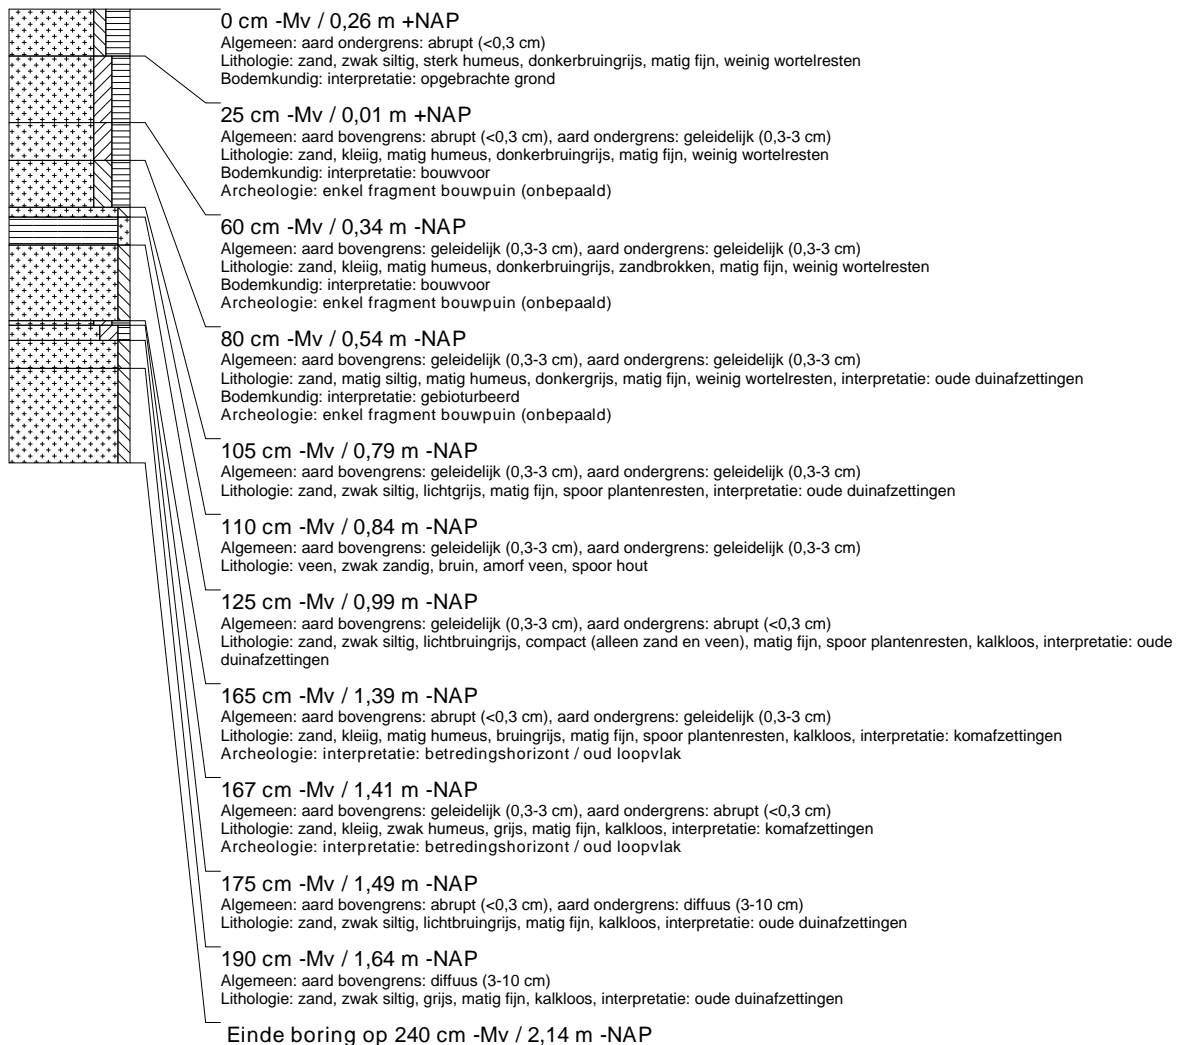 0 cm -Mv / 0,26 m +NAP
Algemeen: aard ondergrens: abrupt (<0,3 cm)
Lithologie: zand, zwak siltig, sterk humeus, donkerbruingrijs, matig fijn, weinig wortelresten
Bodemkundig: interpretatie: opgebrachte grond
25 cm -Mv / 0,01 m +NAP
Algemeen: aard bovengrens: abrupt (<0,3 cm), aard ondergrens: geleidelijk (0,3-3 cm)
Lithologie: zand, kleiig, matig humeus, donkerbruingrijs, matig fijn, weinig wortelresten
Bodemkundig: interpretatie: bouwvoor
Archeologie: enkel fragment bouwpuin (onbepaald)
60 cm -Mv / 0,34 m -NAP
Algemeen: aard bovengrens: geleidelijk (0,3-3 cm), aard ondergrens: geleidelijk (0,3-3 cm)
Lithologie: zand, kleiig, matig humeus, donkerbruingrijs, zandbrokken, matig fijn, weinig wortelresten
Bodemkundig: interpretatie: bouwvoor
Archeologie: enkel fragment bouwpuin (onbepaald)
80 cm -Mv / 0,54 m -NAP
Algemeen: aard bovengrens: geleidelijk (0,3-3 cm), aard ondergrens: geleidelijk (0,3-3 cm)
Lithologie: zand, matig siltig, matig humeus, donkergrijs, matig fijn, weinig wortelresten, interpretatie: oude duinafzettingen
Bodemkundig: interpretatie: gebioturbeerd
Archeologie: enkel fragment bouwpuin (onbepaald)
105 cm -Mv / 0,79 m -NAP
Algemeen: aard bovengrens: geleidelijk (0,3-3 cm), aard ondergrens: geleidelijk (0,3-3 cm)
Lithologie: zand, zwak siltig, lichtgrijs, matig fijn, spoor plantenresten, interpretatie: oude duinafzettingen
110 cm -Mv / 0,84 m -NAP
Algemeen: aard bovengrens: geleidelijk (0,3-3 cm), aard ondergrens: geleidelijk (0,3-3 cm)
Lithologie: veen, zwak zandig, bruin, amorf veen, spoor hout
125 cm -Mv / 0,99 m -NAP
Algemeen: aard bovengrens: geleidelijk (0,3-3 cm), aard ondergrens: abrupt (<0,3 cm)
Lithologie: zand, zwak siltig, lichtbruingrijs, compact (alleen zand en veen), matig fijn, spoor plantenresten, kalkloos, interpretatie: oude
duinafzettingen
165 cm -Mv / 1,39 m -NAP
Algemeen: aard bovengrens: abrupt (<0,3 cm), aard ondergrens: geleidelijk (0,3-3 cm)
Lithologie: zand, kleiig, matig humeus, bruingrijs, matig fijn, spoor plantenresten, kalkloos, interpretatie: komafzettingen
Archeologie: interpretatie: betredingshorizont / oud loopvlak
167 cm -Mv / 1,41 m -NAP
Algemeen: aard bovengrens: geleidelijk (0,3-3 cm), aard ondergrens: abrupt (<0,3 cm)
Lithologie: zand, kleiig, zwak humeus, grijs, matig fijn, kalkloos, interpretatie: komafzettingen
Archeologie: interpretatie: betredingshorizont / oud loopvlak
175 cm -Mv / 1,49 m -NAP
Algemeen: aard bovengrens: abrupt (<0,3 cm), aard ondergrens: diffuus (3-10 cm)
Lithologie: zand, zwak siltig, lichtbruingrijs, matig fijn, kalkloos, interpretatie: oude duinafzettingen
190 cm -Mv / 1,64 m -NAP
Algemeen: aard bovengrens: diffuus (3-10 cm)
Lithologie: zand, zwak siltig, grijs, matig fijn, kalkloos, interpretatie: oude duinafzettingen
Einde boring op 240 cm -Mv / 2,14 m -NAP